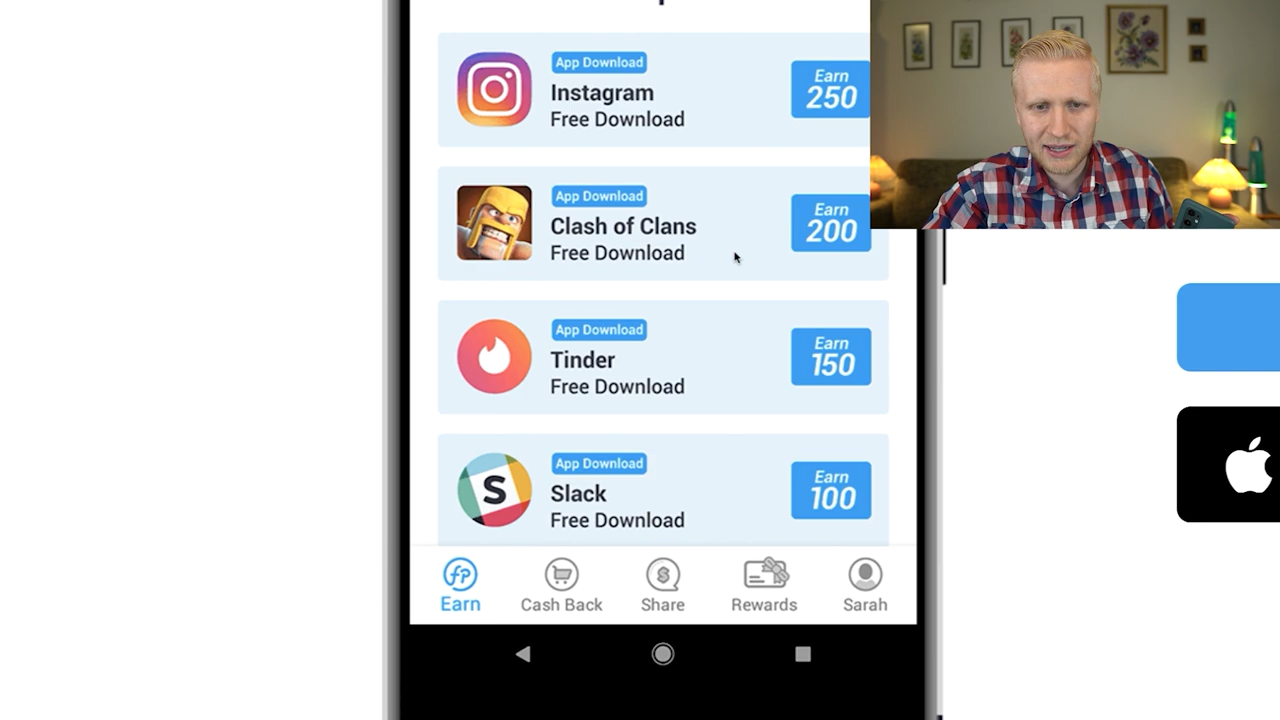 App Download
Instagram
Free Download
Earn
250
App Download
Clash of Clans
Free Download
Earn
200
App Download
Tinder
Free Download
Earn
150
App Download
Slack
Free Download
Earn
100
fp
Earn
Cash Back
Share
Rewards
Sarah